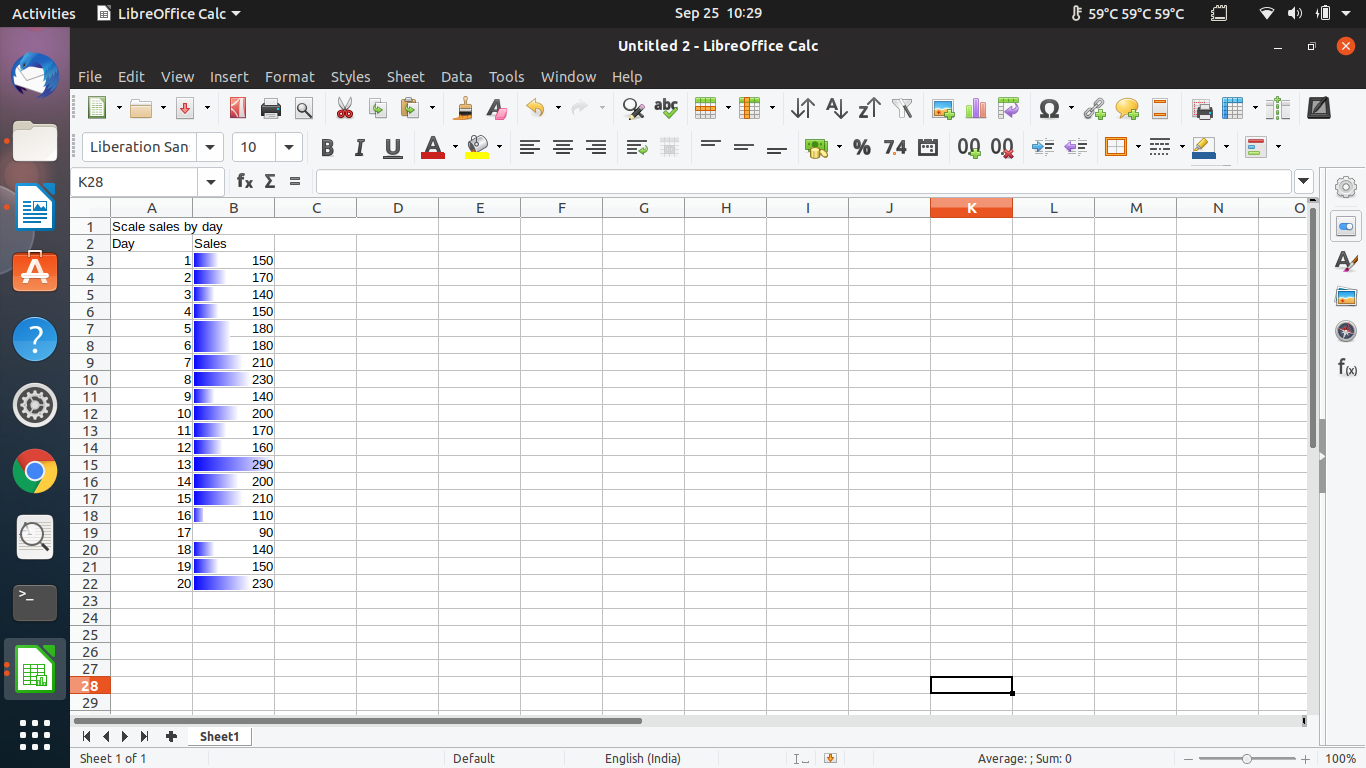 Activities LibreOffice Calc Sep 25 10:29 59°C 59°C 59°C
Untitled 2 - LibreOffice Calc
File Edit View Insert Format Styles Sheet Data Tools Window Help
Liberation San 10
K28
A B C D E F G H I J K L M N O
1 Scale sales by day
2 Day Sales
3 1 150
4 2 170
5 3 140
6 4 150
7 5 180
8 6 180
9 7 210
10 8 230
11 9 140
12 10 200
13 11 170
14 12 160
15 13 290
16 14 200
17 15 210
18 16 110
19 17 90
20 18 140
21 19 150
22 20 230
23
24
25
26
27
28
29
Sheet1
Sheet 1 of 1 Default English (India) Average: ; Sum: 0 100%